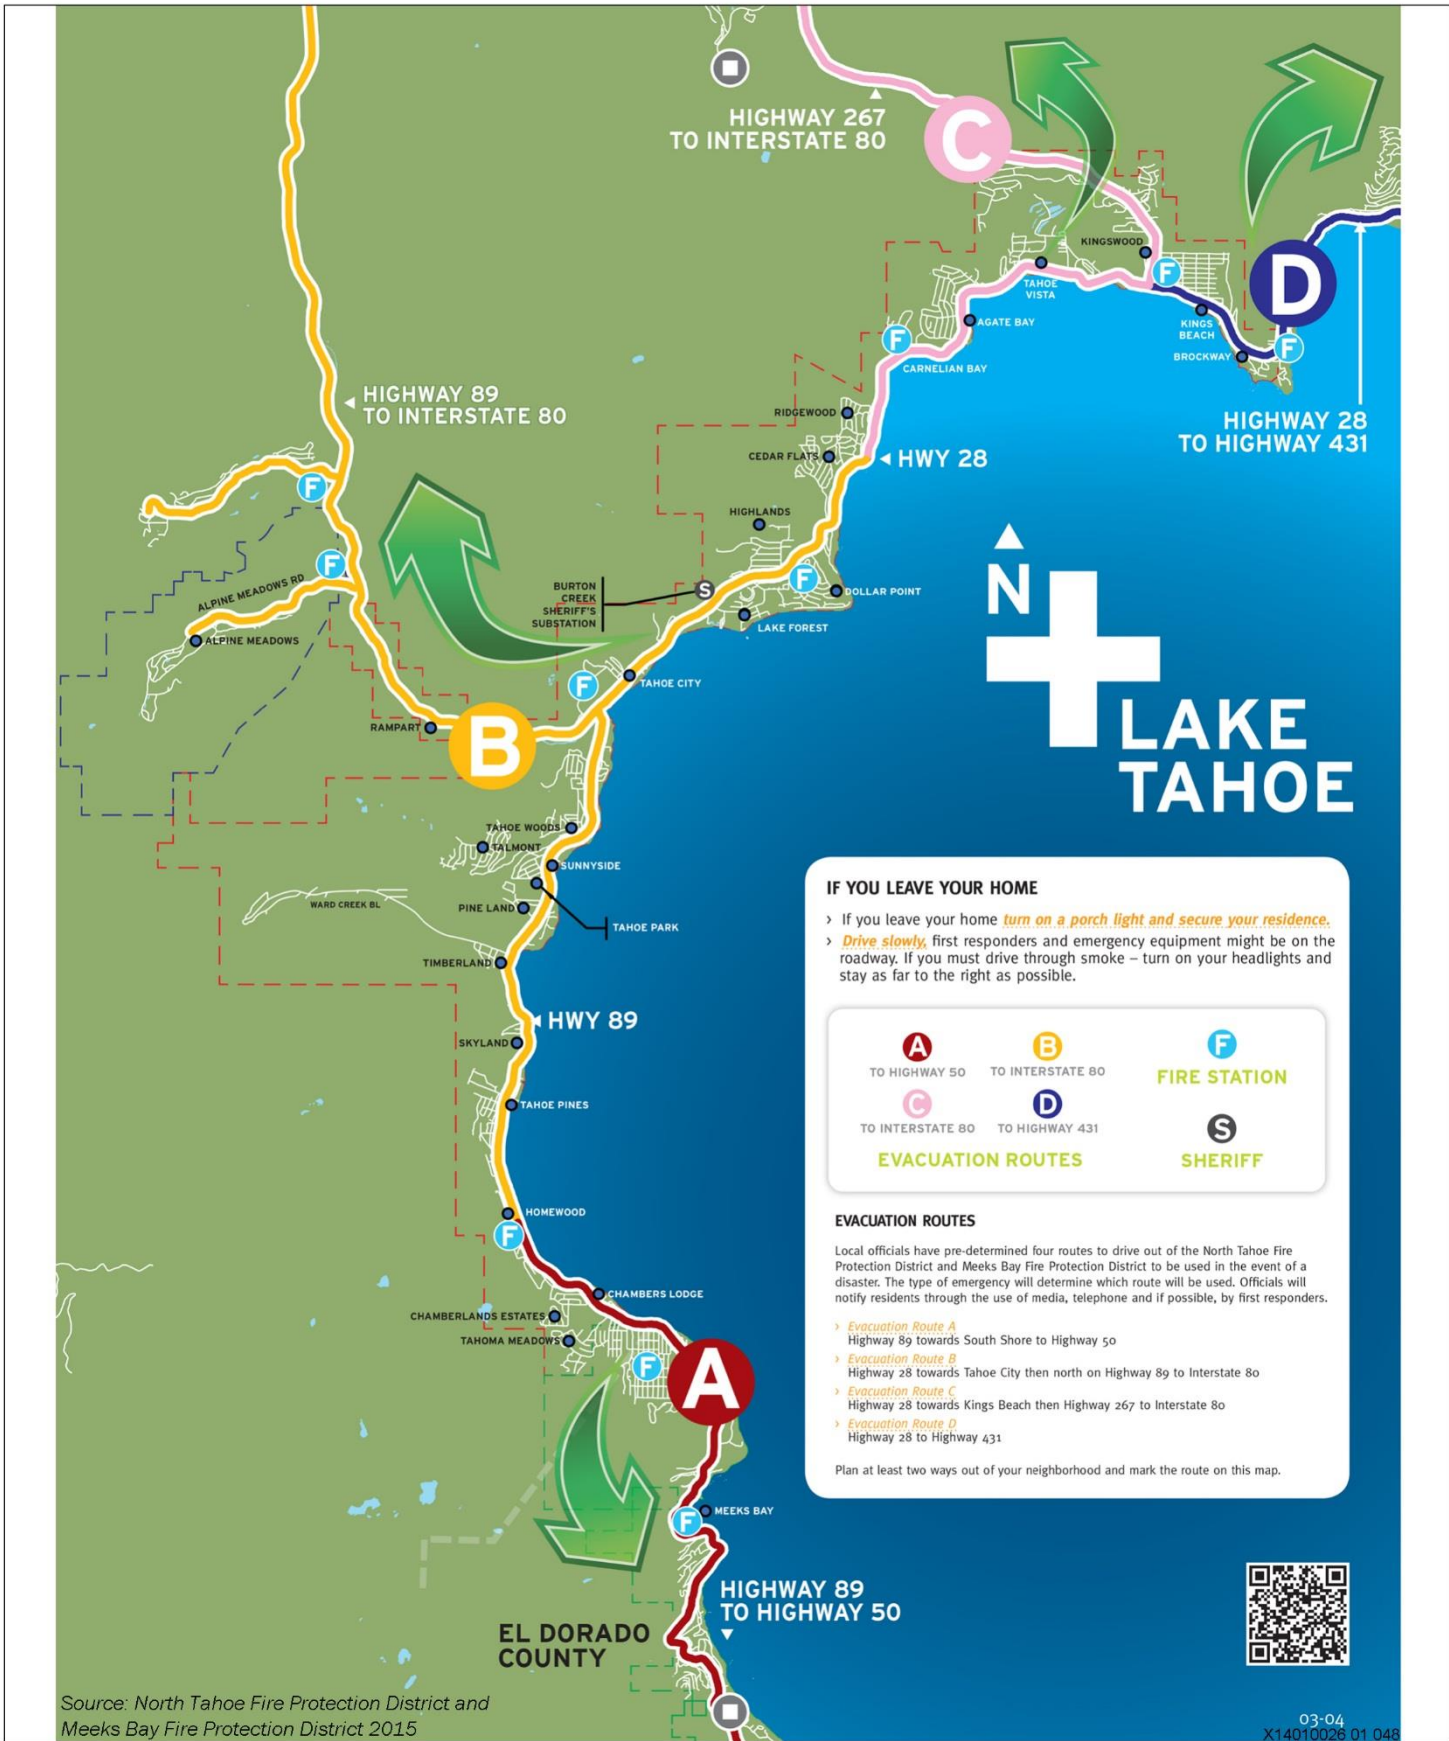 HIGHWAY 267
TO INTERSTATE 80
C
D
KINGSWOOD
F
TAHOE
VISTA
AGATE BAY
KINGS
BEACH
BROCKWAY
F
F
CARNELIAN BAY
HIGHWAY 89
TO INTERSTATE 80
RIDGEWOOD
HIGHWAY 28
TO HIGHWAY 431
CEDAR FLATS
HWY 28
F
HIGHLANDS
F
ALPINE MEADOWS RD
ALPINE MEADOWS
BURTON
CREEK
SHERIFF'S
SUBSTATION
S
F
DOLLAR POINT
LAKE FOREST
N
F
TAHOE CITY
RAMPART
B
LAKE
TAHOE
TAHOE WOODS
TALMONT
SUNNYSIDE
WARD CREEK BL
PINE LAND
TAHOE PARK
TIMBERLAND
HWY 89
SKYLAND
TAHOE PINES
HOMEWOOD
F
CHAMBERS LODGE
CHAMBERLANDS ESTATES
TAHOMA MEADOWS
F
A
MEEKS BAY
F
HIGHWAY 89
TO HIGHWAY 50
EL DORADO
COUNTY
IF YOU LEAVE YOUR HOME
› If you leave your home turn on a porch light and secure your residence.
› Drive slowly, first responders and emergency equipment might be on the
roadway. If you must drive through smoke – turn on your headlights and
stay as far to the right as possible.
A
TO HIGHWAY 50
B
TO INTERSTATE 80
F
FIRE STATION
C
TO INTERSTATE 80
D
TO HIGHWAY 431
S
SHERIFF
EVACUATION ROUTES
EVACUATION ROUTES
Local officials have pre-determined four routes to drive out of the North Tahoe Fire
Protection District and Meeks Bay Fire Protection District to be used in the event of a
disaster. The type of emergency will determine which route will be used. Officials will
notify residents through the use of media, telephone and if possible, by first responders.
› Evacuation Route A
Highway 89 towards South Shore to Highway 50
› Evacuation Route B
Highway 28 towards Tahoe City then north on Highway 89 to Interstate 80
› Evacuation Route C
Highway 28 towards Kings Beach then Highway 267 to Interstate 80
› Evacuation Route D
Highway 28 to Highway 431
Plan at least two ways out of your neighborhood and mark the route on this map.
Source: North Tahoe Fire Protection District and
Meeks Bay Fire Protection District 2015
03-04
X14010026 01 048